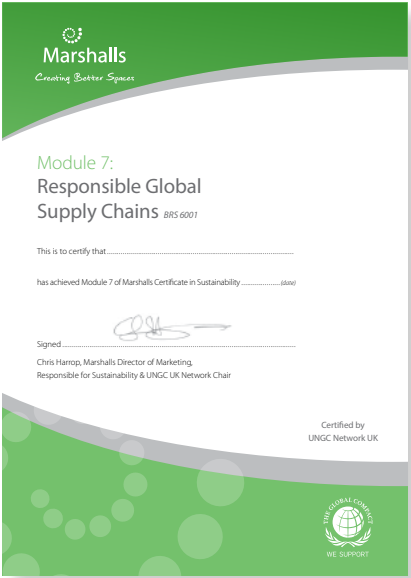 Marshalls
Creating Better Spaces
Module 7:
Responsible Global
Supply Chains BRS 6001
This is to certify that
has achieved Module 7 of Marshalls Certificate in Sustainability (date)
Signed
Chris Harrop, Marshalls Director of Marketing,
Responsible for Sustainability & UNGC UK Network Chair
Certified by
UNGC Network UK
THE GLOBAL COMPACT
WE SUPPORT